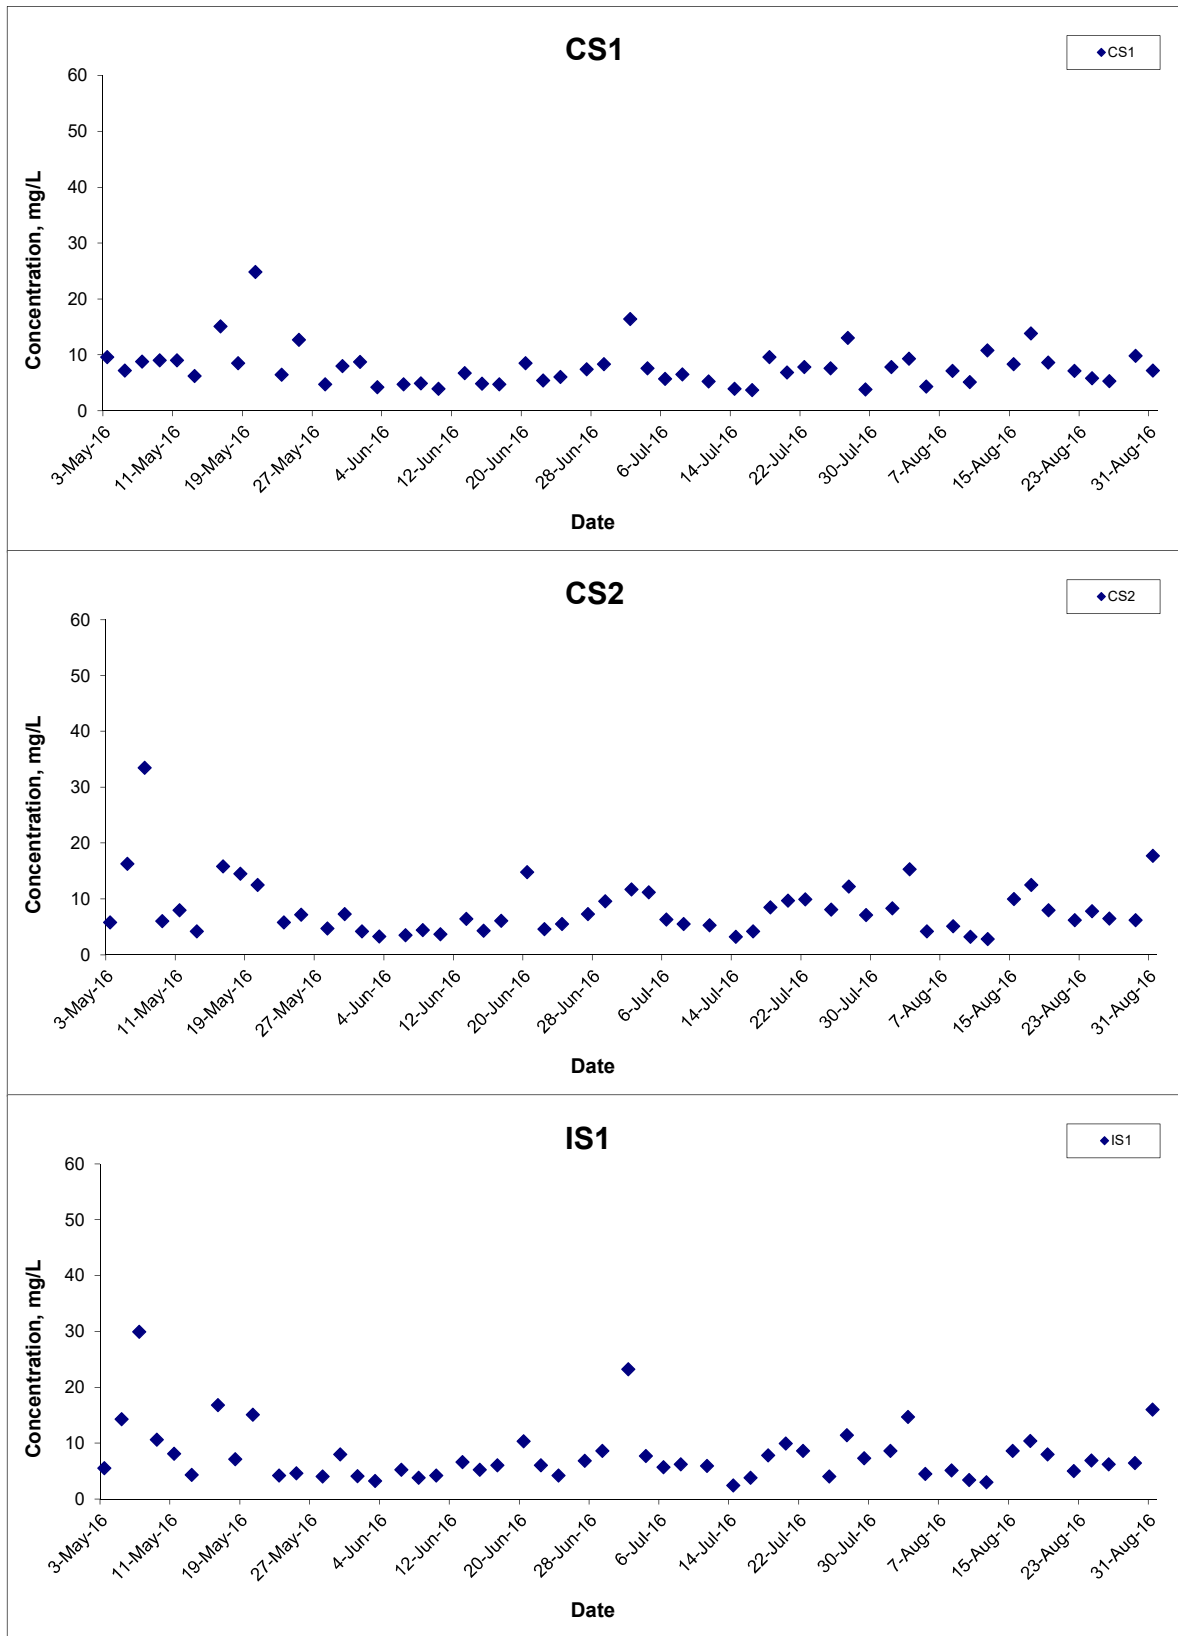 CS1
CS1
60
50
40
30
20
10
0
Concentration, mg/L
3-May-16
11-May-16
19-May-16
27-May-16
4-Jun-16
12-Jun-16
20-Jun-16
28-Jun-16
6-Jul-16
14-Jul-16
22-Jul-16
30-Jul-16
7-Aug-16
15-Aug-16
23-Aug-16
31-Aug-16
Date
CS2
CS2
60
50
40
30
20
10
0
Concentration, mg/L
3-May-16
11-May-16
19-May-16
27-May-16
4-Jun-16
12-Jun-16
20-Jun-16
28-Jun-16
6-Jul-16
14-Jul-16
22-Jul-16
30-Jul-16
7-Aug-16
15-Aug-16
23-Aug-16
31-Aug-16
Date
IS1
IS1
60
50
40
30
20
10
0
Concentration, mg/L
3-May-16
11-May-16
19-May-16
27-May-16
4-Jun-16
12-Jun-16
20-Jun-16
28-Jun-16
6-Jul-16
14-Jul-16
22-Jul-16
30-Jul-16
7-Aug-16
15-Aug-16
23-Aug-16
31-Aug-16
Date